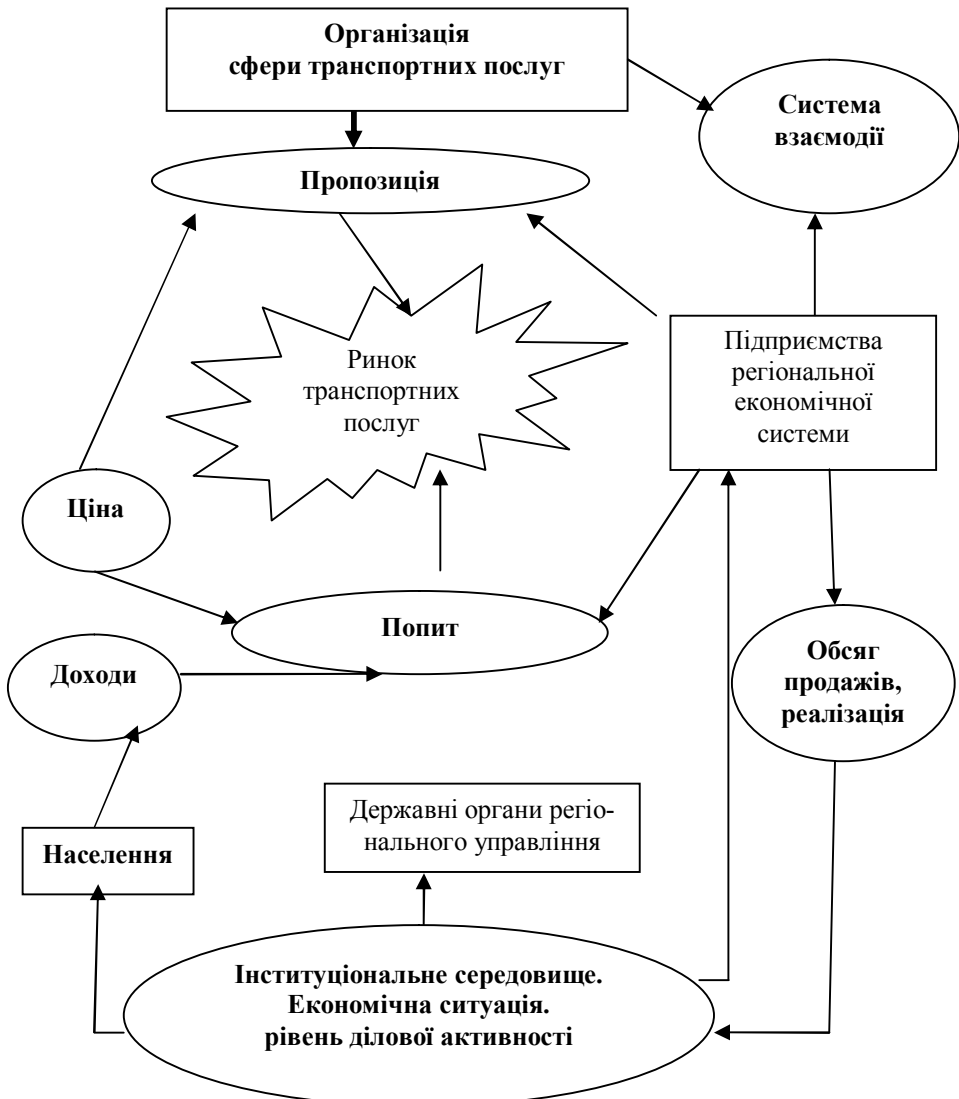 Організація
сфери транспортних послуг
Система
взаємодії
Пропозиція
Підприємства
регіональної
економічної
системи
Ринок
транспортних
послуг
Ціна
Попит
Доходи
Обсяг
продажів,
реалізація
Державні органи регіо-
нального управління
Населення
Інституціональне середовище.
Економічна ситуація.
рівень ділової активності